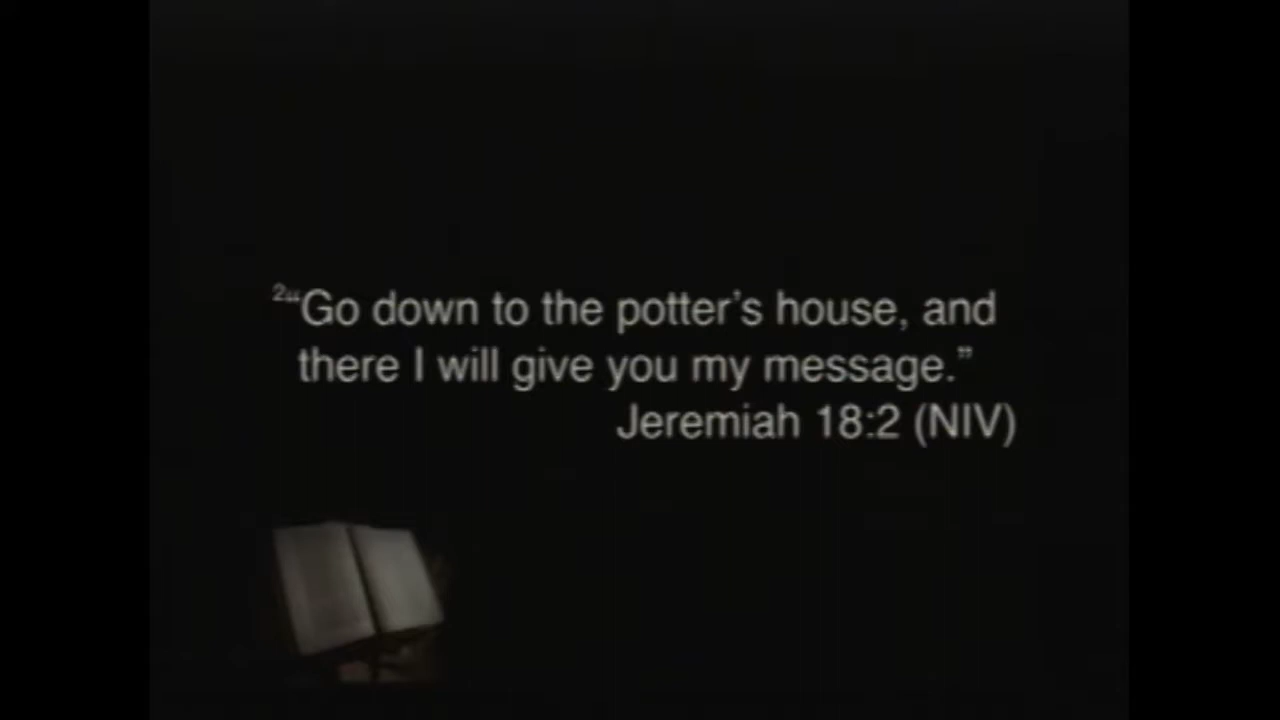 ²“Go down to the potter’s house, and
there I will give you my message.”
Jeremiah 18:2 (NIV)